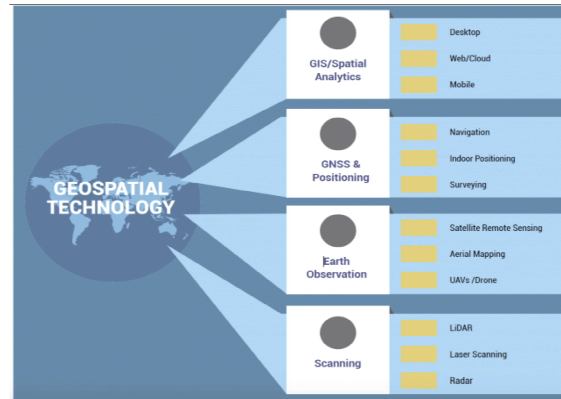 GEOSPATIAL
TECHNOLOGY
GIS/Spatial
Analytics
Desktop
Web/Cloud
Mobile
GNSS &
Positioning
Navigation
Indoor Positioning
Surveying
Earth
Observation
Satellite Remote Sensing
Aerial Mapping
UAVs /Drone
Scanning
LiDAR
Laser Scanning
Radar